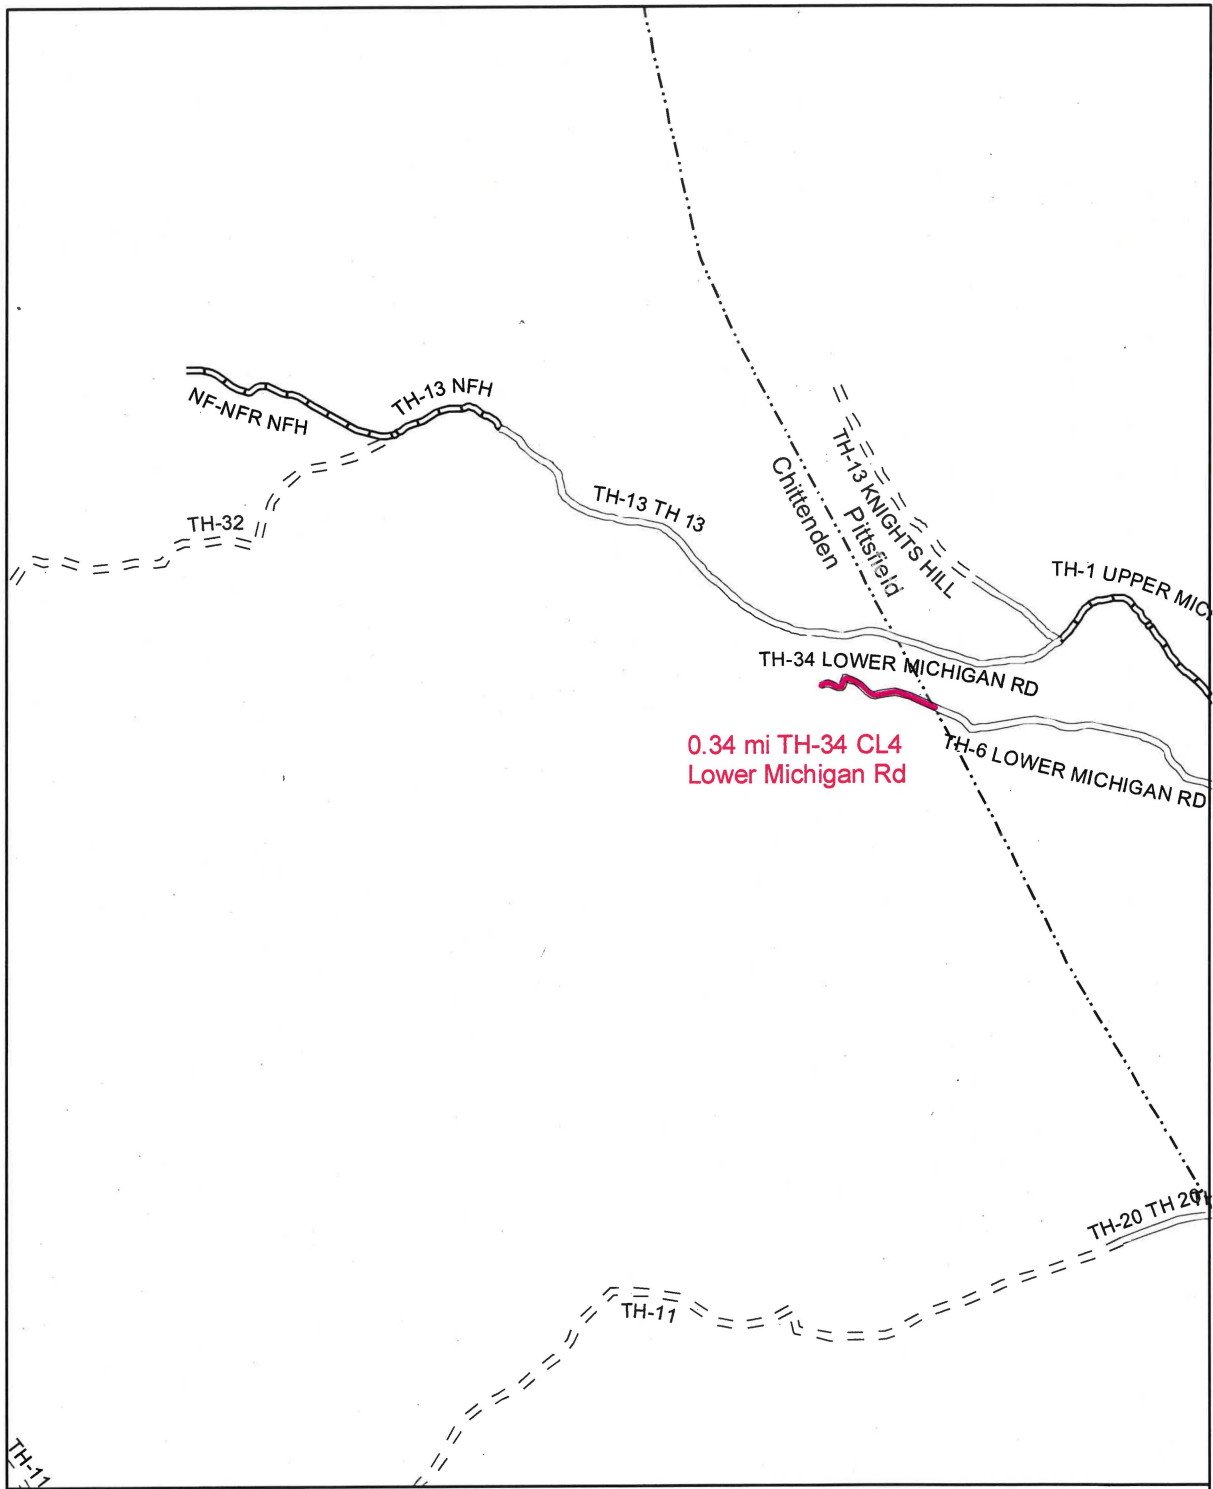 TH-13 NFH
NF-NFR NFH
TH-32
TH-13 TH 13
Chittenden
Pittsfield
TH-13 KNIGHTS HILL
TH-1 UPPER MIC
TH-34 LOWER MICHIGAN RD
0.34 mi TH-34 CL4
Lower Michigan Rd
TH-6 LOWER MICHIGAN RD
TH-20 TH 20
TH-11
TH-11